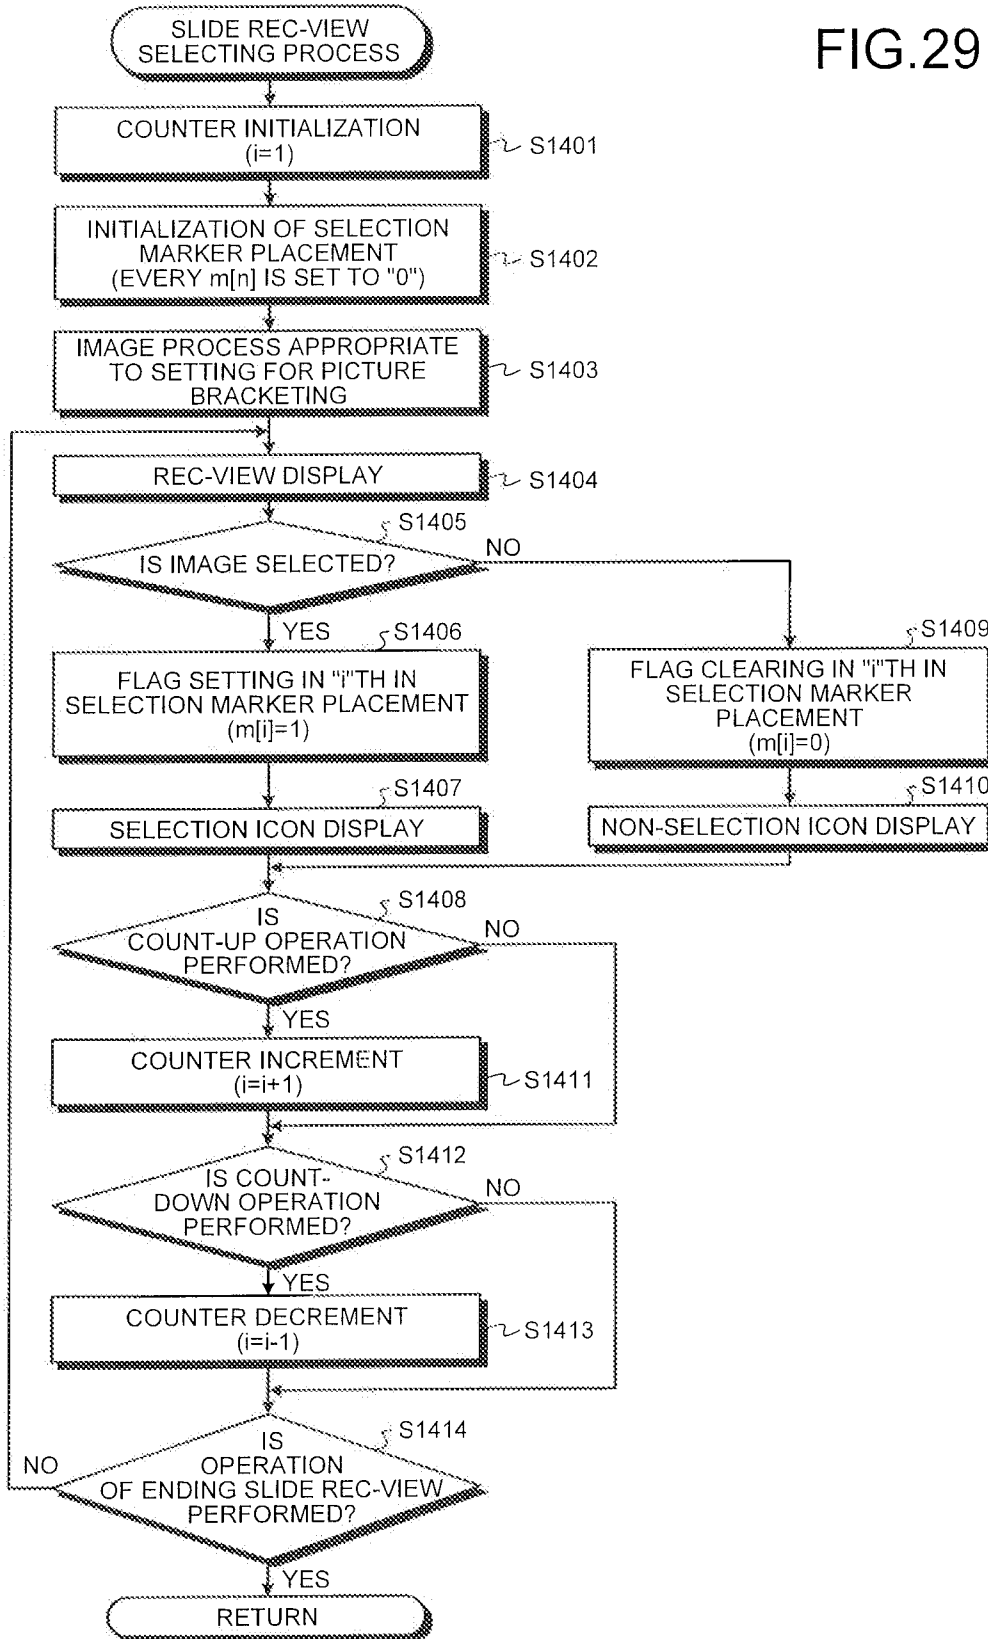 SLIDE REC-VIEW
SELECTING PROCESS
FIG.29
COUNTER INITIALIZATION
(i=1)
S1401
INITIALIZATION OF SELECTION
MARKER PLACEMENT
(EVERY m[n] IS SET TO "0")
S1402
IMAGE PROCESS APPROPRIATE
TO SETTING FOR PICTURE
BRACKETING
S1403
REC-VIEW DISPLAY
S1404
S1405
IS IMAGE SELECTED?
NO
YES
S1406
FLAG SETTING IN "i"TH IN
SELECTION MARKER PLACEMENT
(m[i]=1)
S1409
FLAG CLEARING IN "i"TH IN
SELECTION MARKER
PLACEMENT
(m[i]=0)
S1407
SELECTION ICON DISPLAY
S1410
NON-SELECTION ICON DISPLAY
S1408
IS
COUNT-UP OPERATION
PERFORMED?
NO
YES
COUNTER INCREMENT
(i=i+1)
S1411
S1412
IS COUNT-
DOWN OPERATION
PERFORMED?
NO
YES
COUNTER DECREMENT
(i=i-1)
S1413
S1414
IS
OPERATION
OF ENDING SLIDE REC-VIEW
PERFORMED?
NO
YES
RETURN